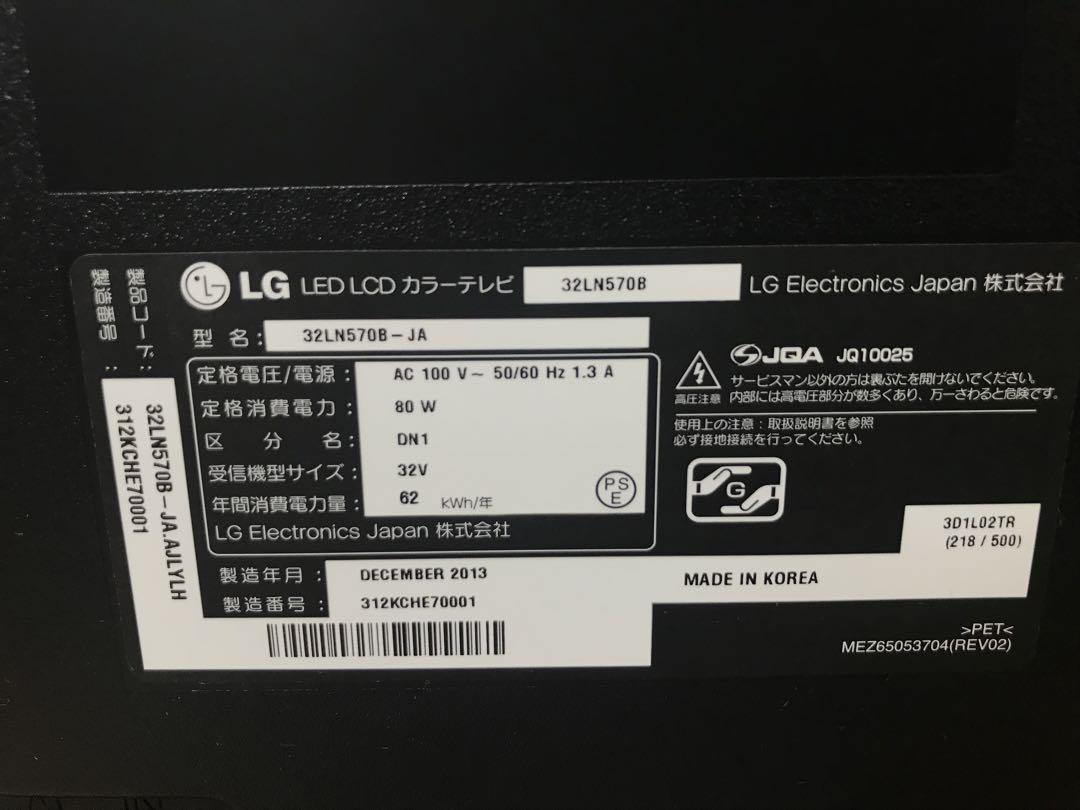 LG LED LCD カラーテレビ 32LN570B LG Electronics Japan 株式会社
型 名 : 32LN570B-JA
定格電圧/電源 : AC 100 V~ 50/60 Hz 1.3 A
定格消費電力 : 80 W
区 分 名 : DN1
受信機型サイズ : 32V
年間消費電力量 : 62 kWh/年
LG Electronics Japan 株式会社
PS
E
JQA JQ10025
高圧注意
サービスマン以外の方は裏ぶたを開けないでください。
内部には高電圧部分が数多くあり、万一さわると危険です。
使用上の注意 : 取扱説明書を参照
必ず接地接続を行ってください。
G
3D1L02TR
(218 / 500)
製造年月 : DECEMBER 2013
製造番号 : 312KCHE70001
MADE IN KOREA
>PET<
MEZ65053704(REV02)
製品コード : 32LN570B-JA.AJLYLH
製造番号 : 312KCHE70001